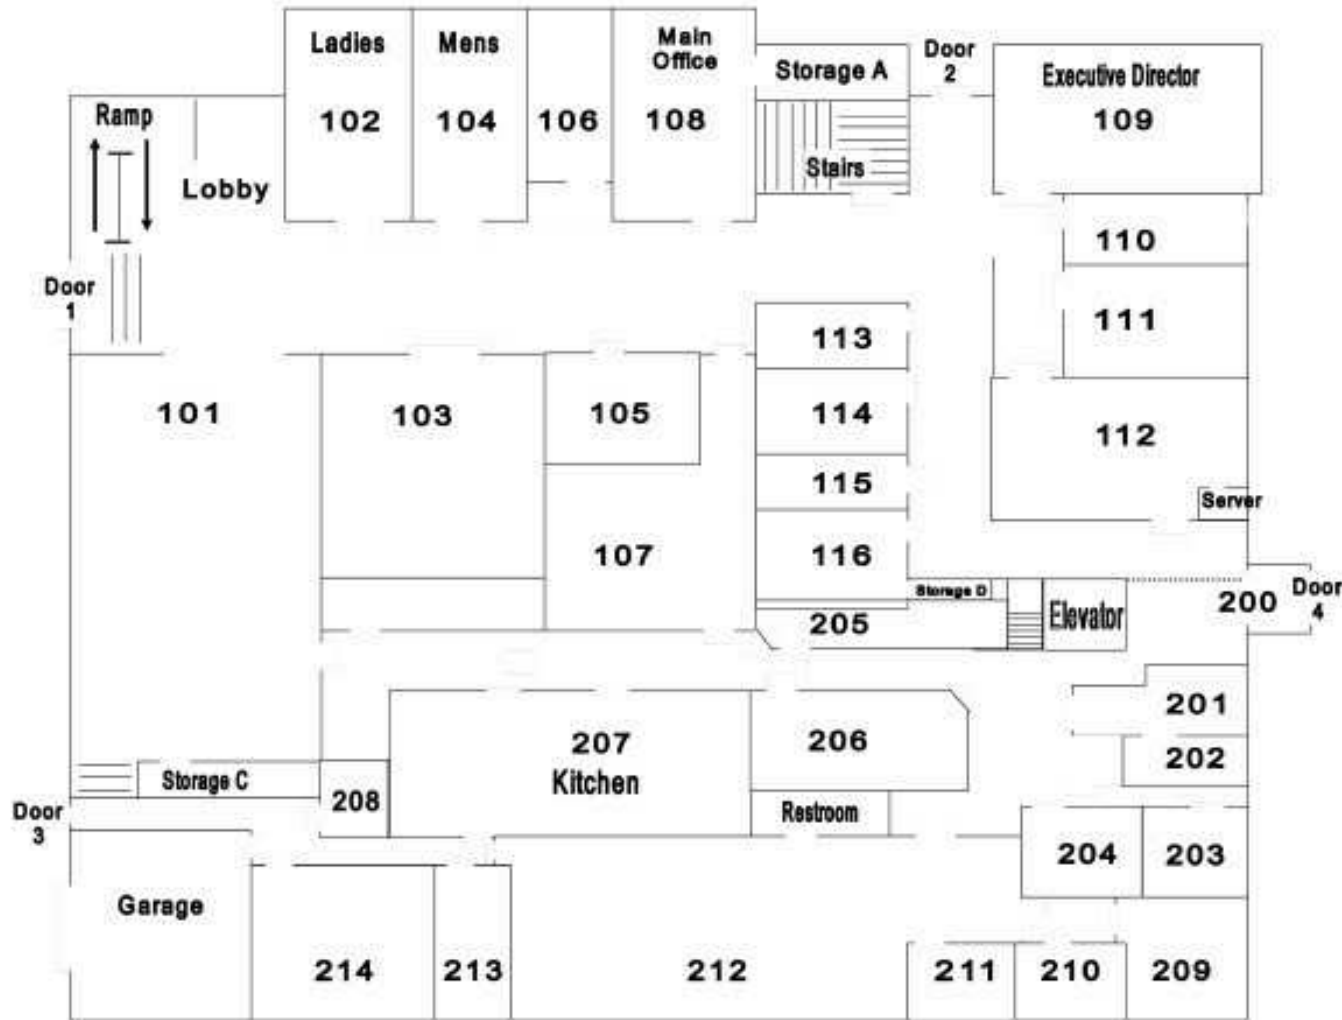 Ladies
102
Mens
104
106
Main
Office
108
Storage A
Stairs
Door
2
Executive Director
109
Ramp
Lobby
Door
1
110
111
113
101
103
105
114
112
115
Server
107
116
Storage D
205
Elevator
200
Door
4
201
207
Kitchen
206
202
Storage C
208
Restroom
Door
3
204
203
Garage
214
213
212
211
210
209